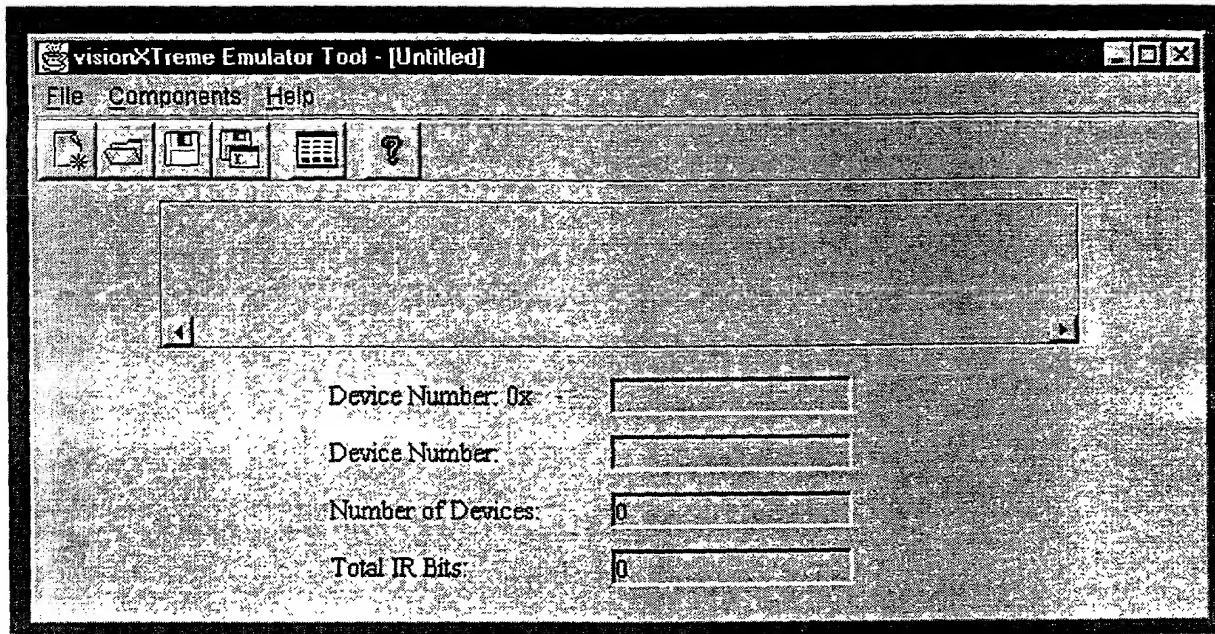 visionXTreme Emulator Tool - [Untitled]
File Components Help
Device Number: 0x
Device Number:
Number of Devices: 0
Total IR Bits: 0